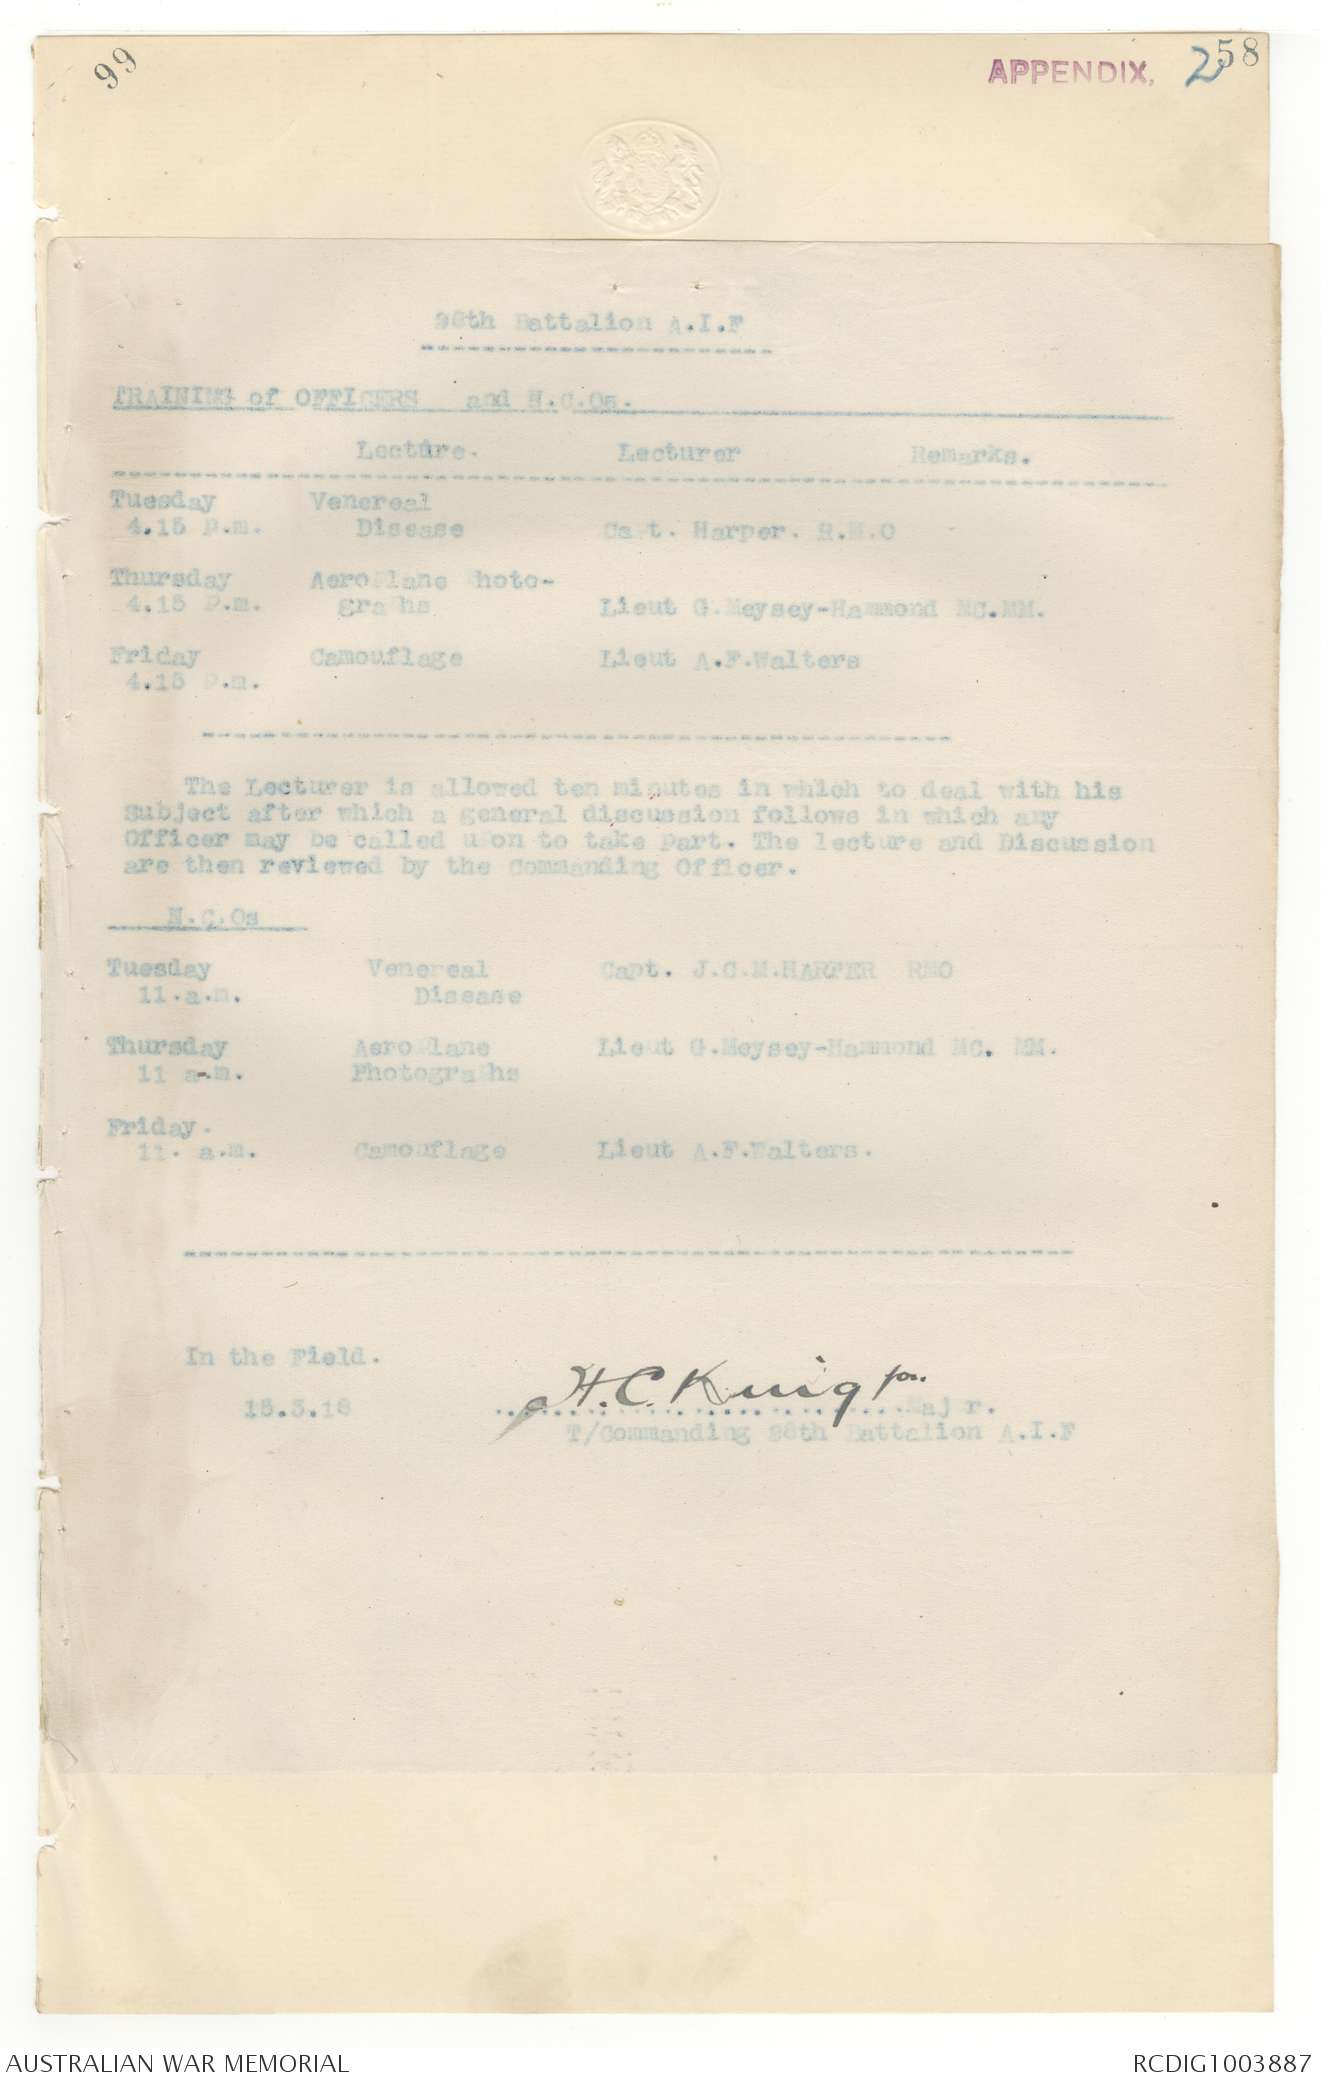 99
APPENDIX, 2 58
28th Battalion A.I.F
TRAINING of OFFICERS and N.C.Os.
Lecture. Lecturer Remarks.
Tuesday Venereal
4.15 p.m. Disease Capt. Harper. R.M.O
Thursday Aeroplane Photo-
4.15 p.m. graphs Lieut G.Meysey-Hammond MC.MM.
Friday Camouflage Lieut A.F.Walters
4.15 p.m.
The Lecturer is allowed ten minutes in which to deal with his
Subject after which a general discussion follows in which any
Officer may be called upon to take part. The lecture and Discussion
are then reviewed by the Commanding Officer.
N.C.Os
Tuesday Venereal Capt. J.C.M.HARPER RMO
11.a.m. Disease
Thursday Aeroplane Lieut G.Meysey-Hammond MC. MM.
11 a.m. Photographs
Friday.
11. a.m. Camouflage Lieut A.F.Walters.
In the Field.
H.C.Knig for
15.3.18 Major.
T/Commanding 28th Battalion A.I.F
AUSTRALIAN WAR MEMORIAL RCDIG1003887